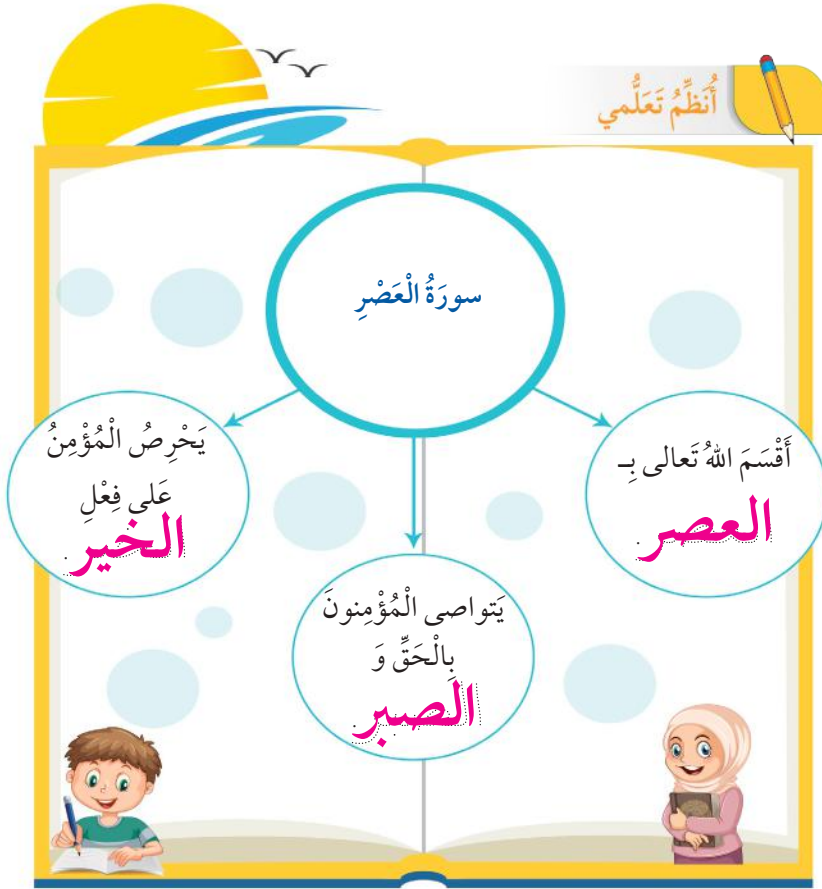 أُنَظِّمُ تَعَلُّمي
سورَةُ الْعَصْرِ
أَقْسَمَ اللهُ تَعالى بِـ
العصر.
يَتواصى الْمُؤْمِنونَ
بِالْحَقِّ وَ
الصبر.
يَحْرِصُ الْمُؤْمِنُ
عَلى فِعْلِ
الخير.